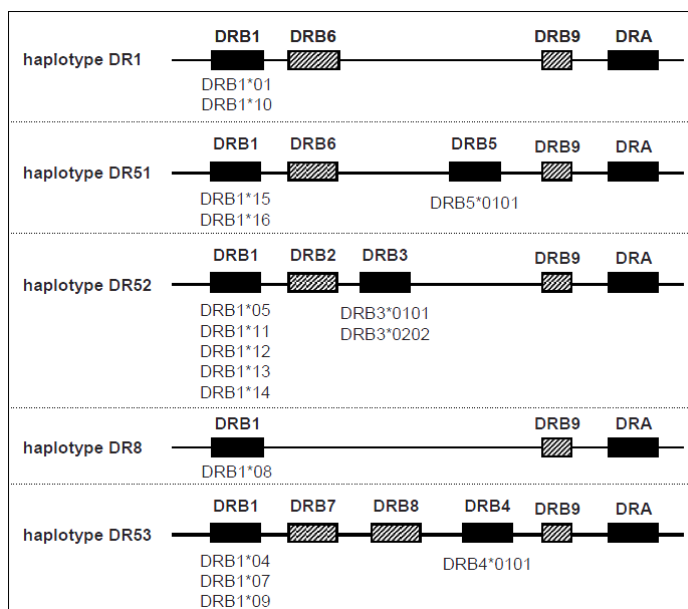 DRB1 DRB6 DRB9 DRA
haplotype DR1
DRB1*01
DRB1*10
DRB1 DRB6 DRB5 DRB9 DRA
haplotype DR51
DRB1*15 DRB5*0101
DRB1*16
DRB1 DRB2 DRB3 DRB9 DRA
haplotype DR52
DRB1*05 DRB3*0101
DRB1*11 DRB3*0202
DRB1*12
DRB1*13
DRB1*14
DRB1 DRB9 DRA
haplotype DR8
DRB1*08
DRB1 DRB7 DRB8 DRB4 DRB9 DRA
haplotype DR53
DRB1*04 DRB4*0101
DRB1*07
DRB1*09